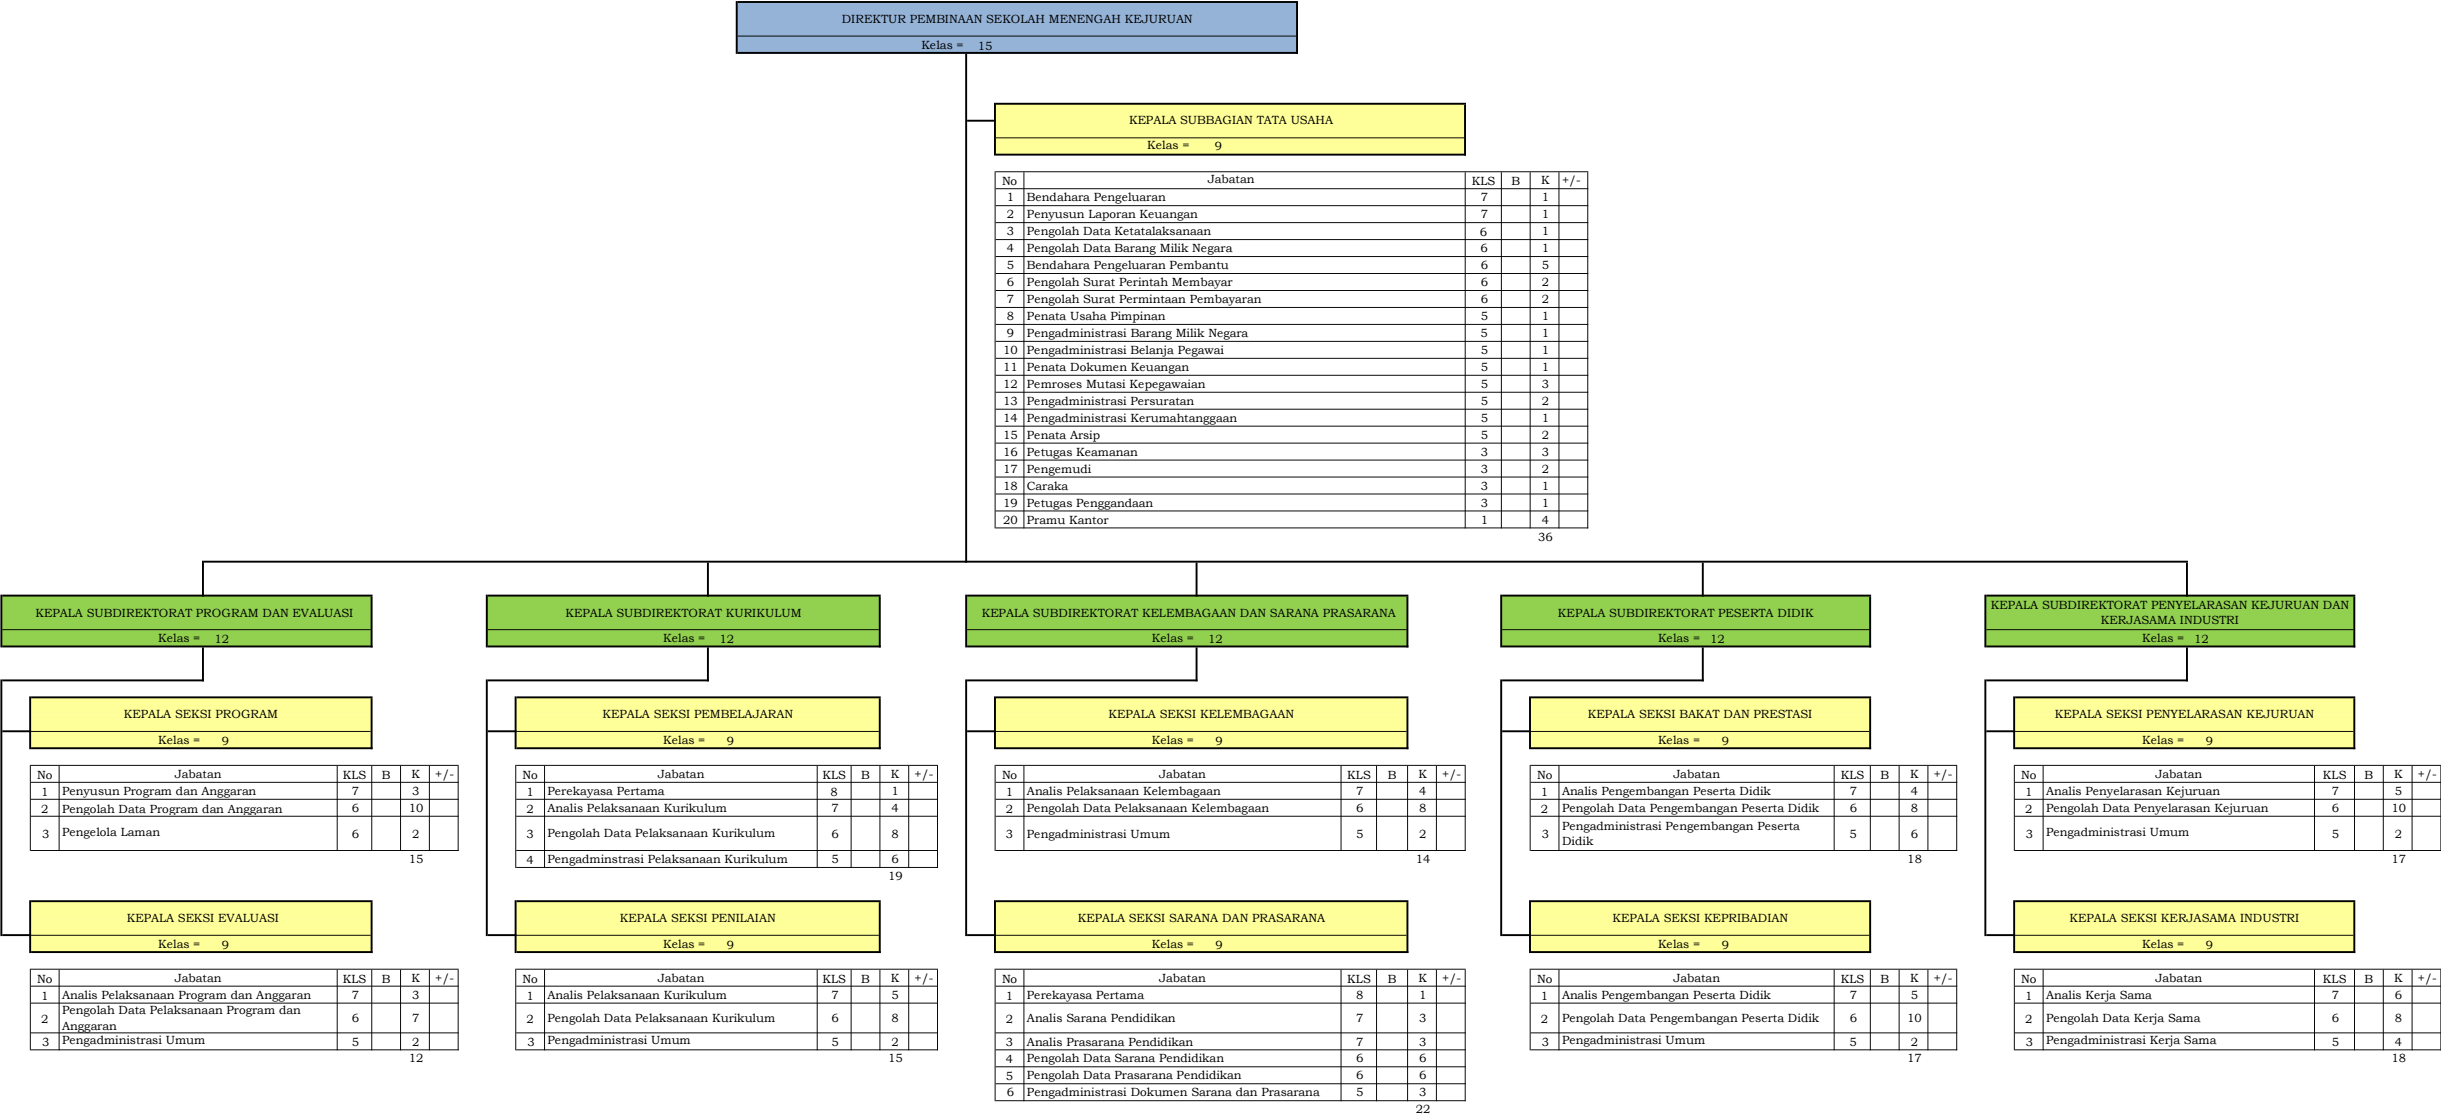 DIREKTUR PEMBINAAN SEKOLAH MENENGAH KEJURUAN
Kelas = 15
KEPALA SUBBAGIAN TATA USAHA
Kelas = 9
No Jabatan KLS B K +/-
1 Bendahara Pengeluaran 7 1
2 Penyusun Laporan Keuangan 7 1
3 Pengolah Data Ketatalaksanaan 6 1
4 Pengolah Data Barang Milik Negara 6 1
5 Bendahara Pengeluaran Pembantu 6 5
6 Pengolah Surat Perintah Membayar 6 2
7 Pengolah Surat Permintaan Pembayaran 6 2
8 Penata Usaha Pimpinan 5 1
9 Pengadministrasi Barang Milik Negara 5 1
10 Pengadministrasi Belanja Pegawai 5 1
11 Penata Dokumen Keuangan 5 1
12 Pemroses Mutasi Kepegawaian 5 3
13 Pengadministrasi Persuratan 5 2
14 Pengadministrasi Kerumahtanggaan 5 1
15 Penata Arsip 5 2
16 Petugas Keamanan 3 3
17 Pengemudi 3 2
18 Caraka 3 1
19 Petugas Penggandaan 3 1
20 Pramu Kantor 1 4
36
KEPALA SUBDIREKTORAT PROGRAM DAN EVALUASI
Kelas = 12
KEPALA SEKSI PROGRAM
Kelas = 9
No Jabatan KLS B K +/-
1 Penyusun Program dan Anggaran 7 3
2 Pengolah Data Program dan Anggaran 6 10
3 Pengelola Laman 6 2
15
KEPALA SEKSI EVALUASI
Kelas = 9
No Jabatan KLS B K +/-
1 Analis Pelaksanaan Program dan Anggaran 7 3
2 Pengolah Data Pelaksanaan Program dan
Anggaran 6 7
3 Pengadministrasi Umum 5 2
12
KEPALA SUBDIREKTORAT KURIKULUM
Kelas = 12
KEPALA SEKSI PEMBELAJARAN
Kelas = 9
No Jabatan KLS B K +/-
1 Perekayasa Pertama 8 1
2 Analis Pelaksanaan Kurikulum 7 4
3 Pengolah Data Pelaksanaan Kurikulum 6 8
4 Pengadminstrasi Pelaksanaan Kurikulum 5 6
19
KEPALA SEKSI PENILAIAN
Kelas = 9
No Jabatan KLS B K +/-
1 Analis Pelaksanaan Kurikulum 7 5
2 Pengolah Data Pelaksanaan Kurikulum 6 8
3 Pengadministrasi Umum 5 2
15
KEPALA SUBDIREKTORAT KELEMBAGAAN DAN SARANA PRASARANA
Kelas = 12
KEPALA SEKSI KELEMBAGAAN
Kelas = 9
No Jabatan KLS B K +/-
1 Analis Pelaksanaan Kelembagaan 7 4
2 Pengolah Data Pelaksanaan Kelembagaan 6 8
3 Pengadministrasi Umum 5 2
14
KEPALA SEKSI SARANA DAN PRASARANA
Kelas = 9
No Jabatan KLS B K +/-
1 Perekayasa Pertama 8 1
2 Analis Sarana Pendidikan 7 3
3 Analis Prasarana Pendidikan 7 3
4 Pengolah Data Sarana Pendidikan 6 6
5 Pengolah Data Prasarana Pendidikan 6 6
6 Pengadministrasi Dokumen Sarana dan Prasarana 5 3
22
KEPALA SUBDIREKTORAT PESERTA DIDIK
Kelas = 12
KEPALA SEKSI BAKAT DAN PRESTASI
Kelas = 9
No Jabatan KLS B K +/-
1 Analis Pengembangan Peserta Didik 7 4
2 Pengolah Data Pengembangan Peserta Didik 6 8
3 Pengadministrasi Pengembangan Peserta
Didik 5 6
18
KEPALA SEKSI KEPRIBADIAN
Kelas = 9
No Jabatan KLS B K +/-
1 Analis Pengembangan Peserta Didik 7 5
2 Pengolah Data Pengembangan Peserta Didik 6 10
3 Pengadministrasi Umum 5 2
17
KEPALA SUBDIREKTORAT PENYELARASAN KEJURUAN DAN
KERJASAMA INDUSTRI
Kelas = 12
KEPALA SEKSI PENYELARASAN KEJURUAN
Kelas = 9
No Jabatan KLS B K +/-
1 Analis Penyelarasan Kejuruan 7 5
2 Pengolah Data Penyelarasan Kejuruan 6 10
3 Pengadministrasi Umum 5 2
17
KEPALA SEKSI KERJASAMA INDUSTRI
Kelas = 9
No Jabatan KLS B K +/-
1 Analis Kerja Sama 7 6
2 Pengolah Data Kerja Sama 6 8
3 Pengadministrasi Kerja Sama 5 4
18